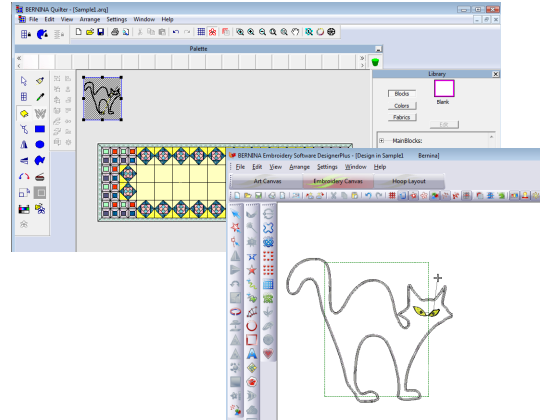 BERNINA Quilter - [Sample1.arq]
File Edit View Arrange Settings Window Help
Palette
Library
Blocks
Colors
Fabrics
Blank
Edit
MainBlocks:
BERNINA Embroidery Software DesignerPlus - [Design in Sample1 Bernina]
File Edit View Arrange Settings Window Help
Art Canvas Embroidery Canvas Hoop Layout